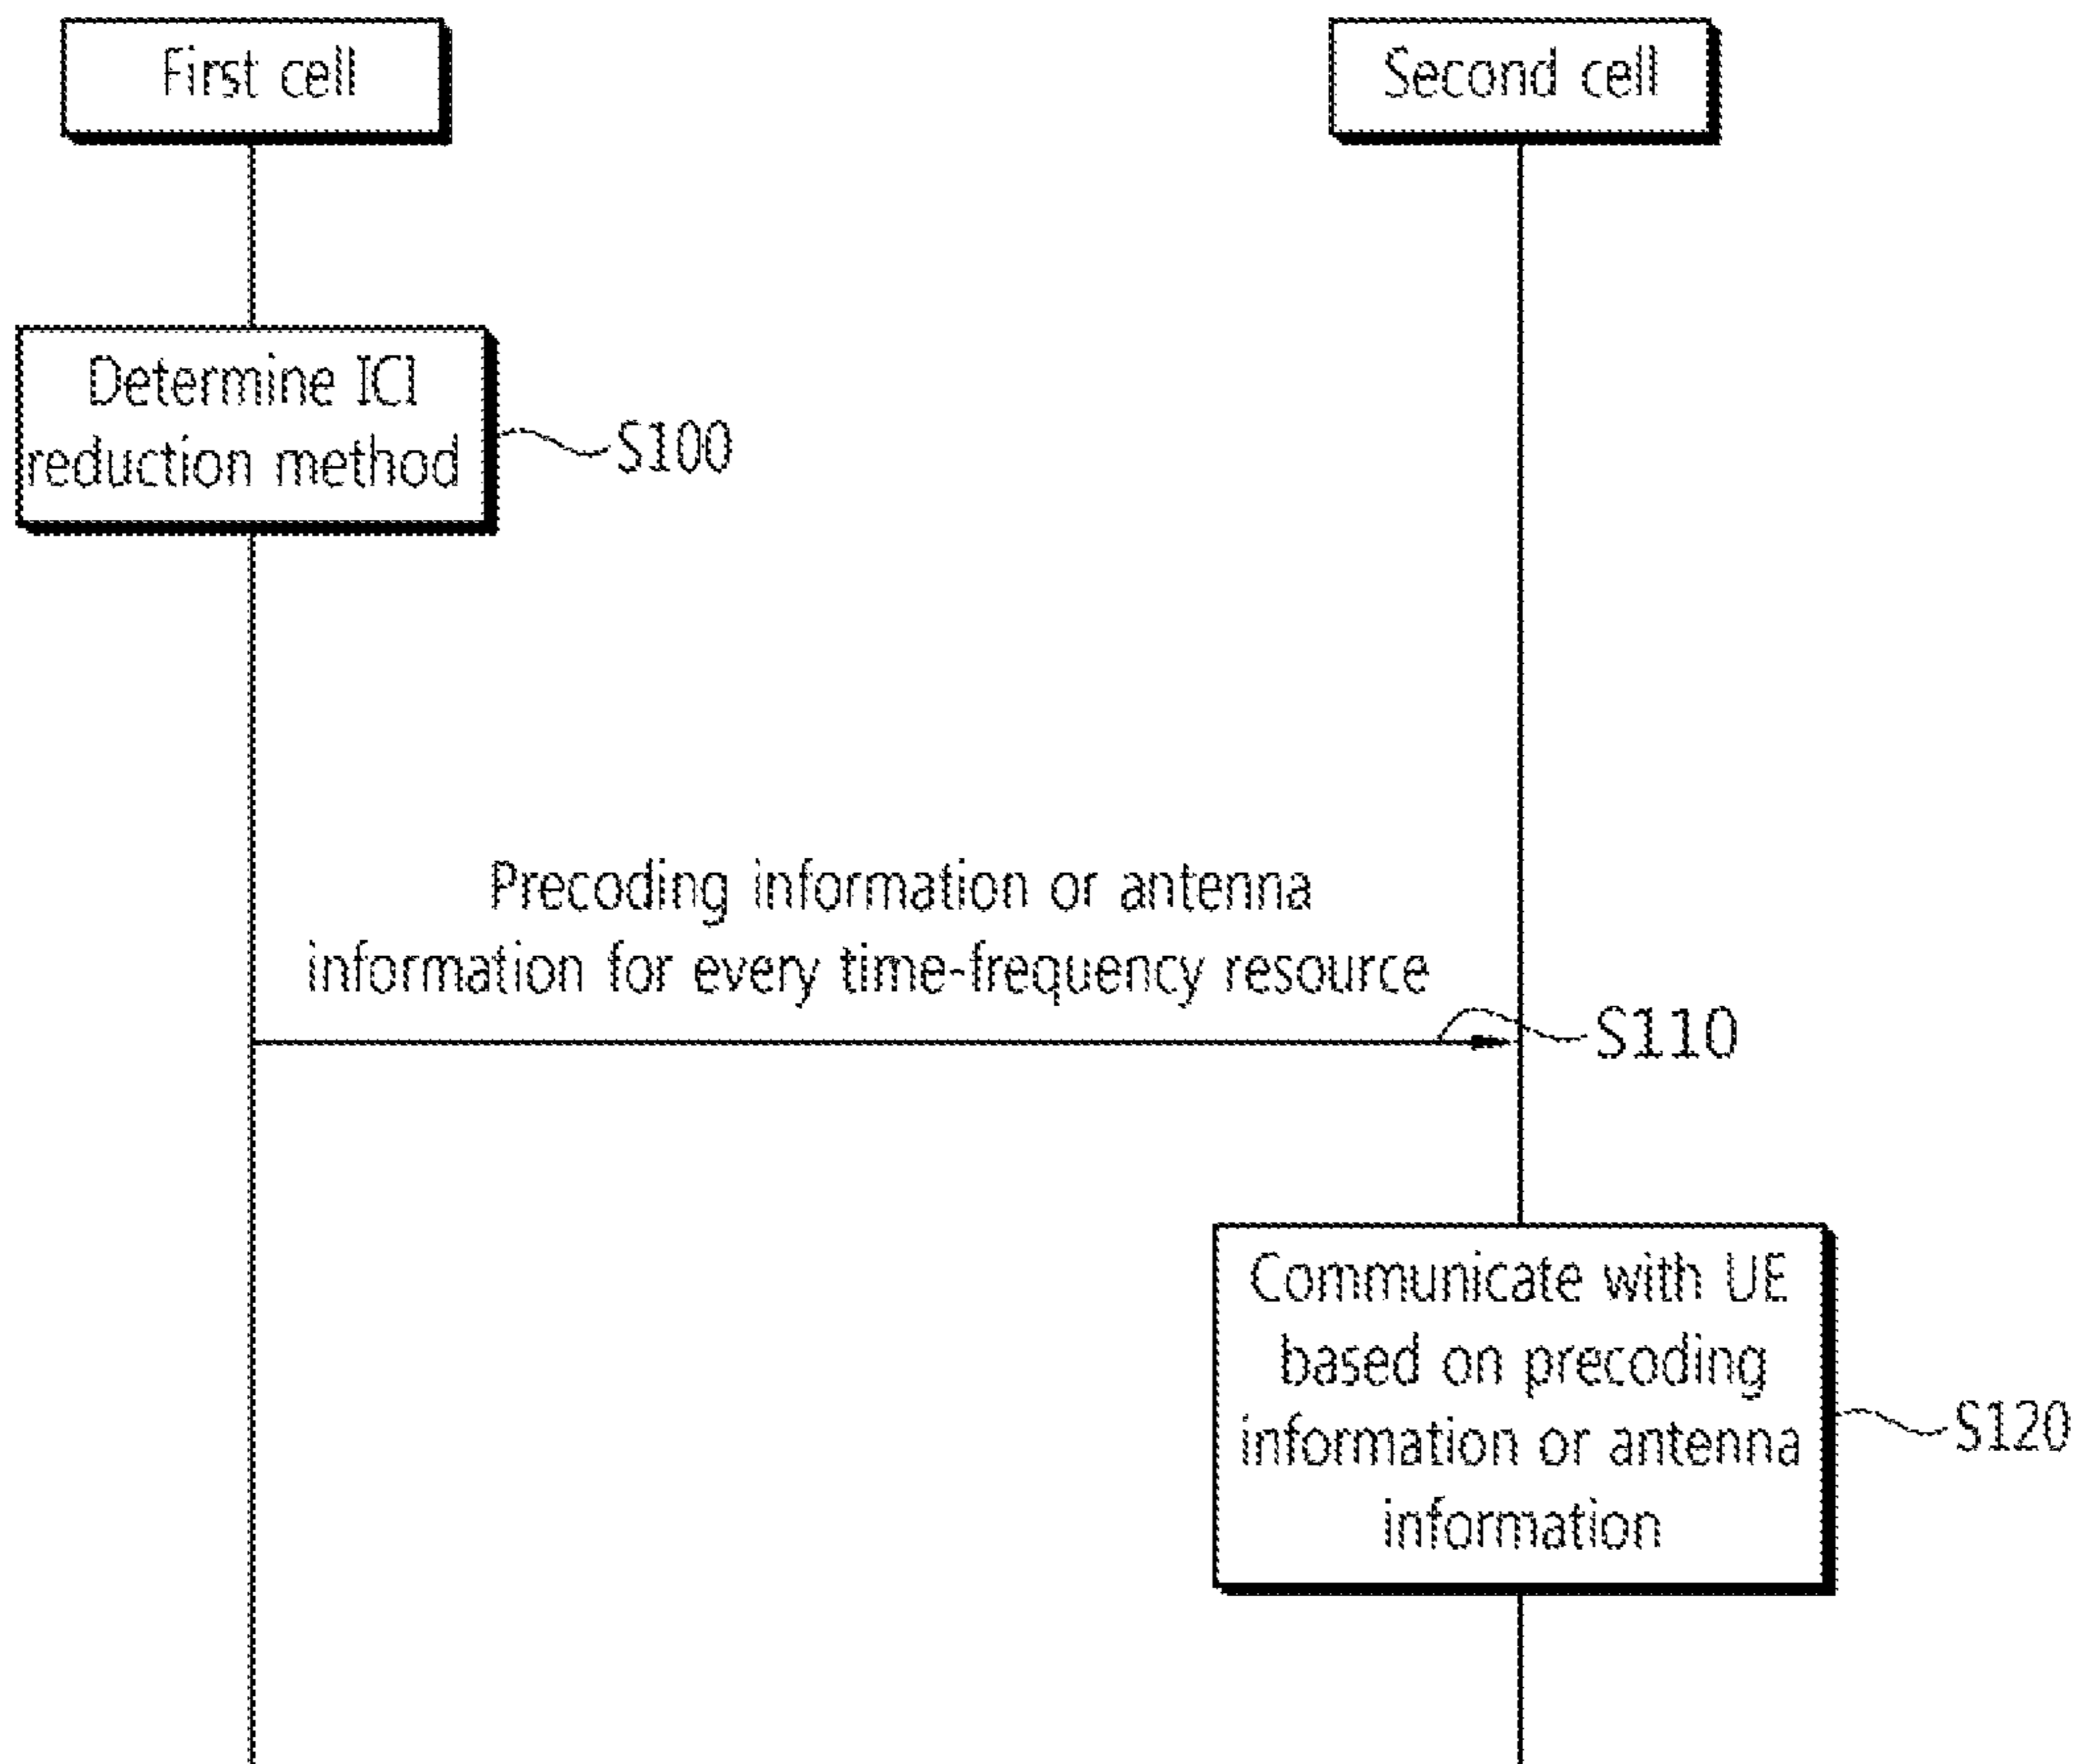 First cell
Second cell
Determine ICI
reduction method
S100
Precoding information or antenna
information for every time-frequency resource
S110
Communicate with UE
based on precoding
information or antenna
information
S120